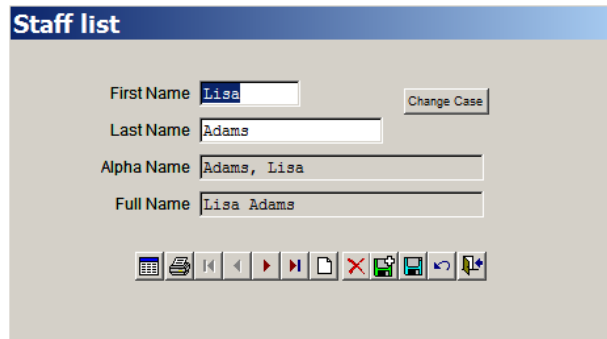 Staff list
First Name Lisa
Change Case
Last Name Adams
Alpha Name Adams, Lisa
Full Name Lisa Adams